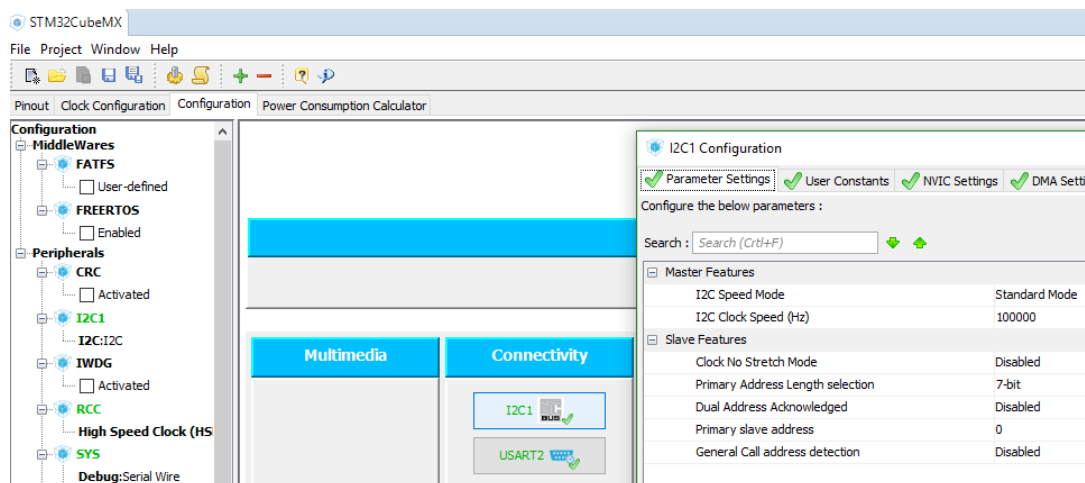 STM32CubeMX
File Project Window Help
Pinout Clock Configuration Configuration Power Consumption Calculator
Configuration
MiddleWares
FATFS
User-defined
FREERTOS
Enabled
Peripherals
CRC
Activated
I2C1
I2C:I2C
IWDG
Activated
RCC
High Speed Clock (HS
SYS
Debug:Serial Wire
Multimedia
Connectivity
I2C1 BUS
USART2
I2C1 Configuration
Parameter Settings User Constants NVIC Settings DMA Setti
Configure the below parameters :
Search : Search (Crtl+F)
Master Features
I2C Speed Mode Standard Mode
I2C Clock Speed (Hz) 100000
Slave Features
Clock No Stretch Mode Disabled
Primary Address Length selection 7-bit
Dual Address Acknowledged Disabled
Primary slave address 0
General Call address detection Disabled